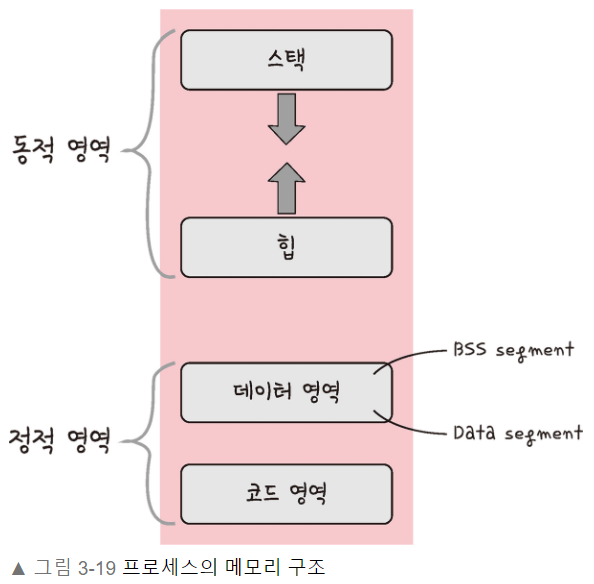 스택
동적 영역
힙
BSS segment
데이터 영역
정적 영역
Data segment
코드 영역
▲ 그림 3-19 프로세스의 메모리 구조